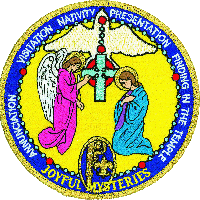 ANNUNCIATION VISITATION NATIVITY PRESENTATION FINDING IN THE TEMPLE
JOYFUL MYSTERIES